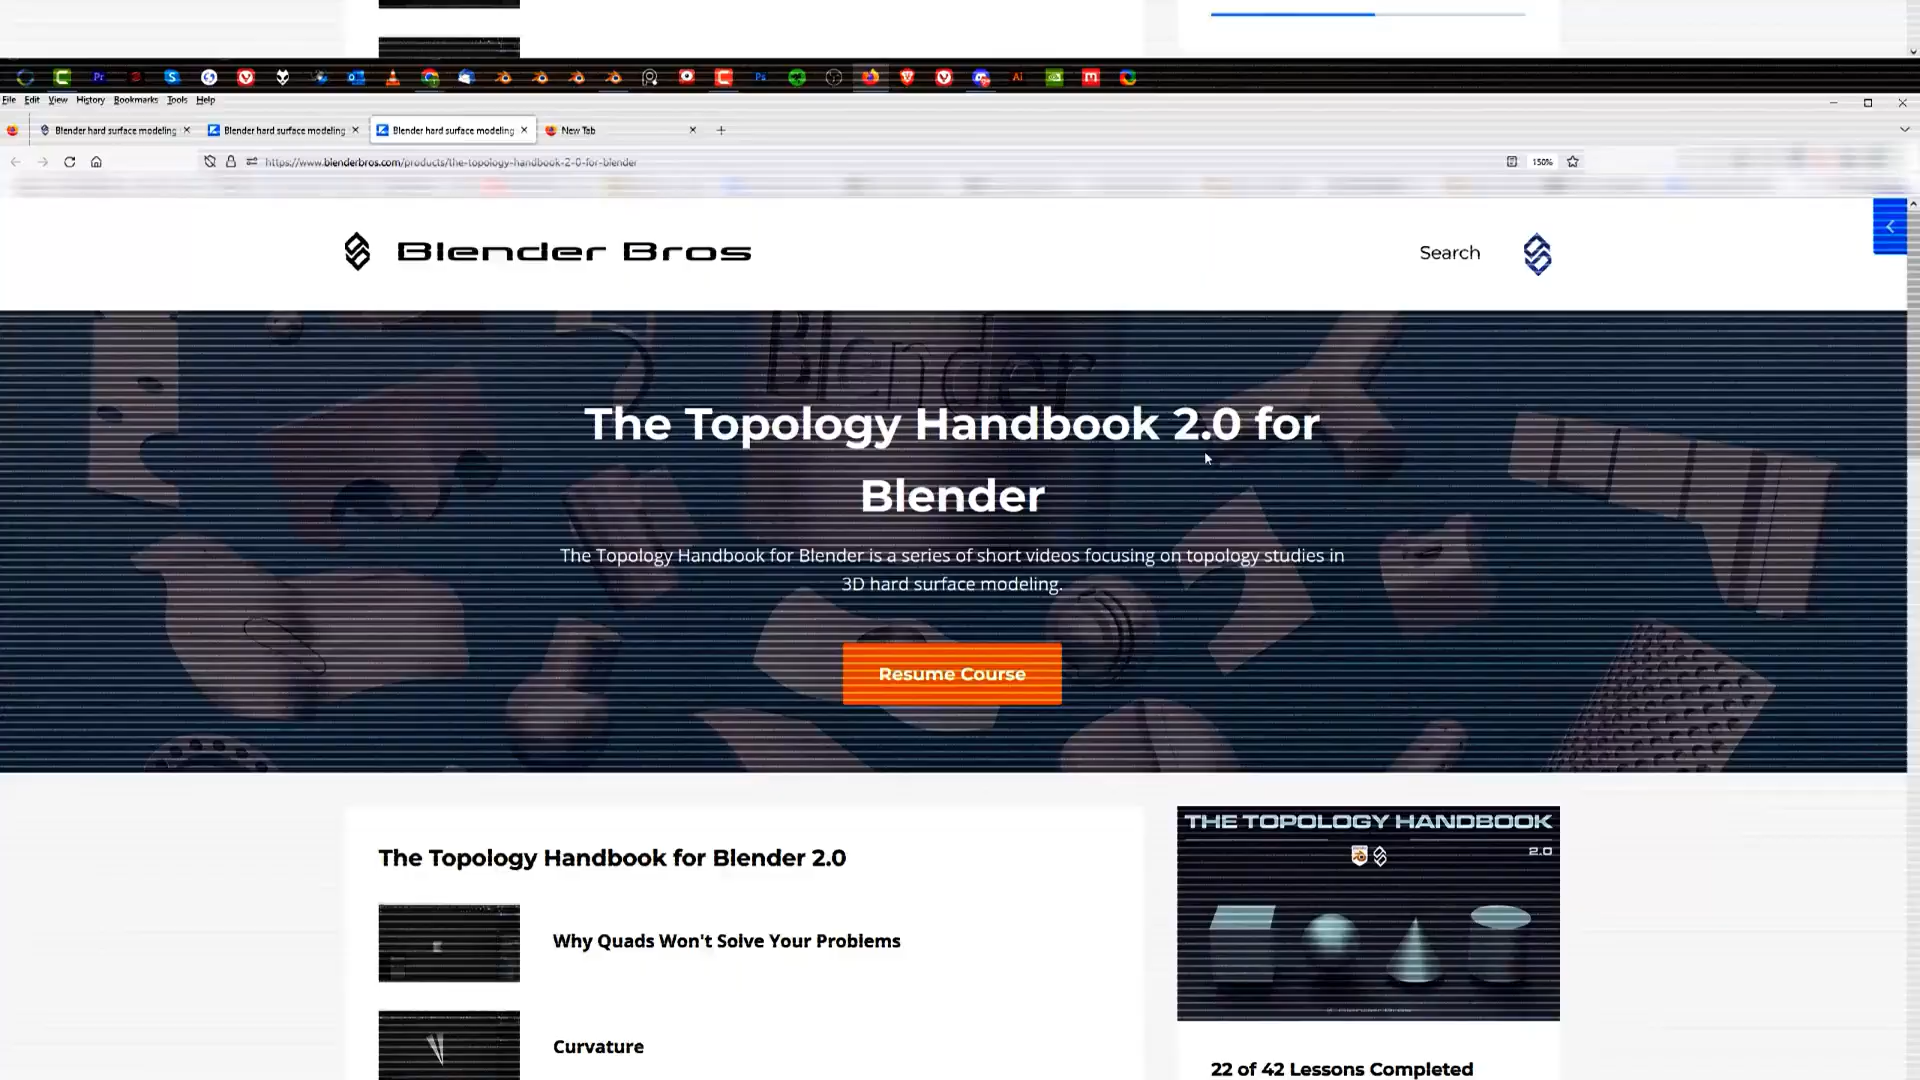 File Edit View History Bookmarks Tools Help
Blender hard surface modeling
Blender hard surface modeling
Blender hard surface modeling
New Tab
https://www.blenderbros.com/products/the-topology-handbook-2-0-for-blender
150%
Blender Bros
Search
Blender
The Topology Handbook 2.0 for
Blender
The Topology Handbook for Blender is a series of short videos focusing on topology studies in
3D hard surface modeling.
Resume Course
The Topology Handbook for Blender 2.0
Why Quads Won't Solve Your Problems
Curvature
THE TOPOLOGY HANDBOOK
2.0
22 of 42 Lessons Completed